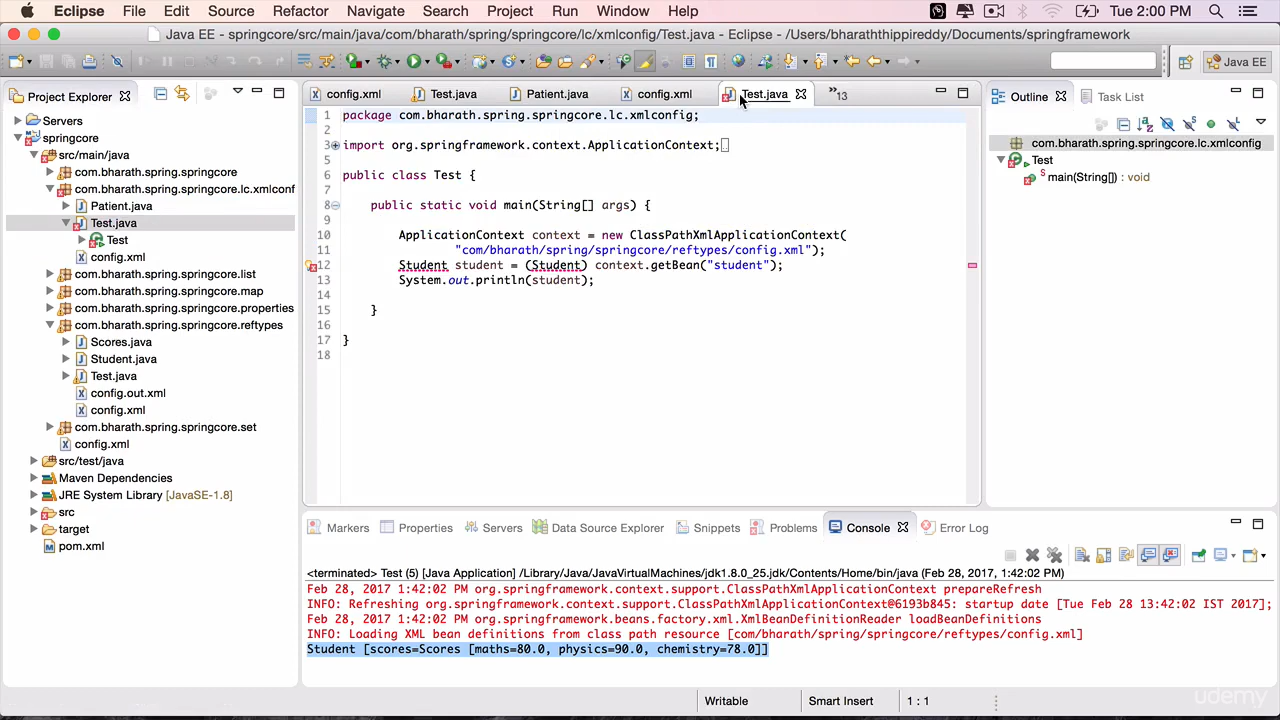 Eclipse File Edit Source Refactor Navigate Search Project Run Window Help Tue 2:00 PM
Java EE - springcore/src/main/java/com/bharath/spring/springcore/lc/xmlconfig/Test.java - Eclipse - /Users/bharaththippireddy/Documents/springframework
Java EE
Project Explorer
Servers
springcore
src/main/java
com.bharath.spring.springcore
com.bharath.spring.springcore.lc.xmlconf
Patient.java
Test.java
Test
config.xml
com.bharath.spring.springcore.list
com.bharath.spring.springcore.map
com.bharath.spring.springcore.properties
com.bharath.spring.springcore.reftypes
Scores.java
Student.java
Test.java
config.out.xml
config.xml
com.bharath.spring.springcore.set
config.xml
src/test/java
Maven Dependencies
JRE System Library [JavaSE-1.8]
src
target
pom.xml
config.xml Test.java Patient.java config.xml Test.java »13
1 package com.bharath.spring.springcore.lc.xmlconfig;
2
3 import org.springframework.context.ApplicationContext;
5
6 public class Test {
7
8 public static void main(String[] args) {
9
10 ApplicationContext context = new ClassPathXmlApplicationContext(
11 "com/bharath/spring/springcore/reftypes/config.xml");
12 Student student = (Student) context.getBean("student");
13 System.out.println(student);
14
15 }
16
17 }
18
Outline Task List
com.bharath.spring.springcore.lc.xmlconfig
Test
main(String[]) : void
Markers Properties Servers Data Source Explorer Snippets Problems Console Error Log
<terminated> Test (5) [Java Application] /Library/Java/JavaVirtualMachines/jdk1.8.0_25.jdk/Contents/Home/bin/java (Feb 28, 2017, 1:42:02 PM)
Feb 28, 2017 1:42:02 PM org.springframework.context.support.ClassPathXmlApplicationContext prepareRefresh
INFO: Refreshing org.springframework.context.support.ClassPathXmlApplicationContext@6193b845: startup date [Tue Feb 28 13:42:02 IST 2017];
Feb 28, 2017 1:42:02 PM org.springframework.beans.factory.xml.XmlBeanDefinitionReader loadBeanDefinitions
INFO: Loading XML bean definitions from class path resource [com/bharath/spring/springcore/reftypes/config.xml]
Student [scores=Scores [maths=80.0, physics=90.0, chemistry=78.0]]
Writable Smart Insert 1 : 1
udemy